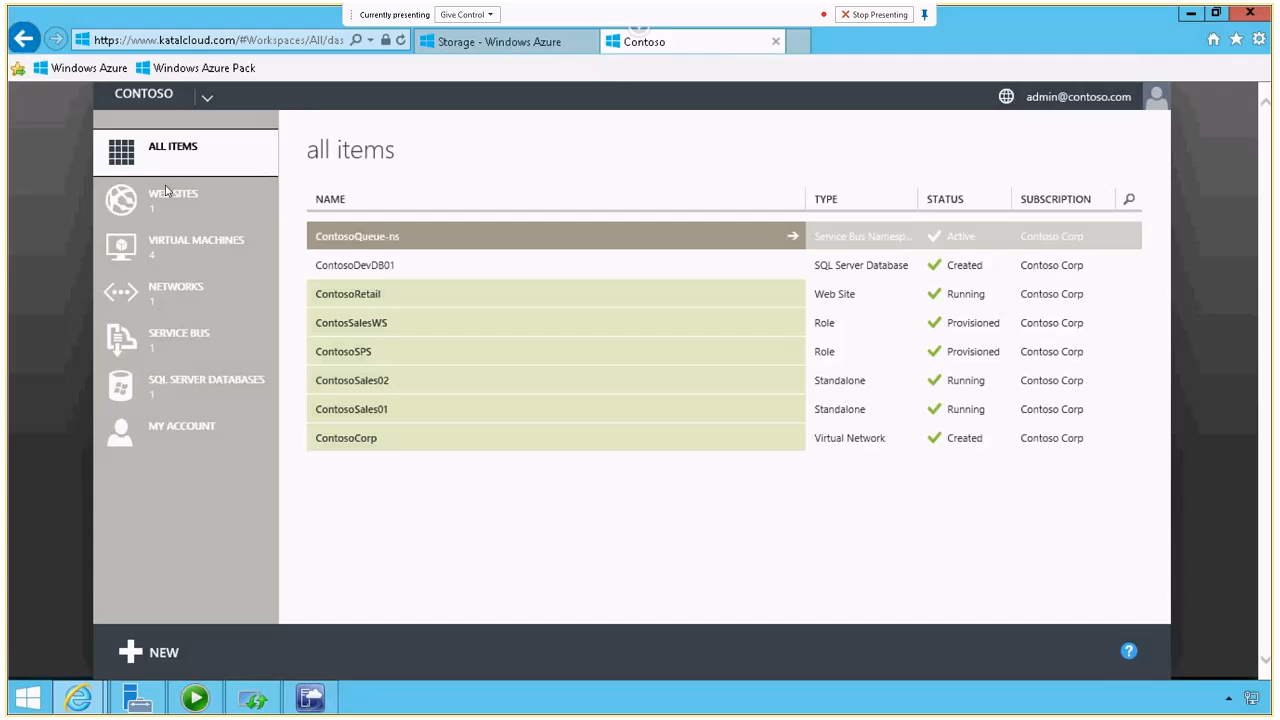 Currently presenting Give Control Stop Presenting
https://www.katalcloud.com/#Workspaces/All/das Storage - Windows Azure Contoso
Windows Azure Windows Azure Pack
CONTOSO admin@contoso.com
ALL ITEMS
WEBSITES
1
VIRTUAL MACHINES
4
NETWORKS
1
SERVICE BUS
1
SQL SERVER DATABASES
1
MY ACCOUNT
all items
NAME TYPE STATUS SUBSCRIPTION
ContosoQueue-ns Service Bus Namesp... Active Contoso Corp
ContosoDevDB01 SQL Server Database Created Contoso Corp
ContosoRetail Web Site Running Contoso Corp
ContosSalesWS Role Provisioned Contoso Corp
ContosoSPS Role Provisioned Contoso Corp
ContosoSales02 Standalone Running Contoso Corp
ContosoSales01 Standalone Running Contoso Corp
ContosoCorp Virtual Network Created Contoso Corp
NEW ?